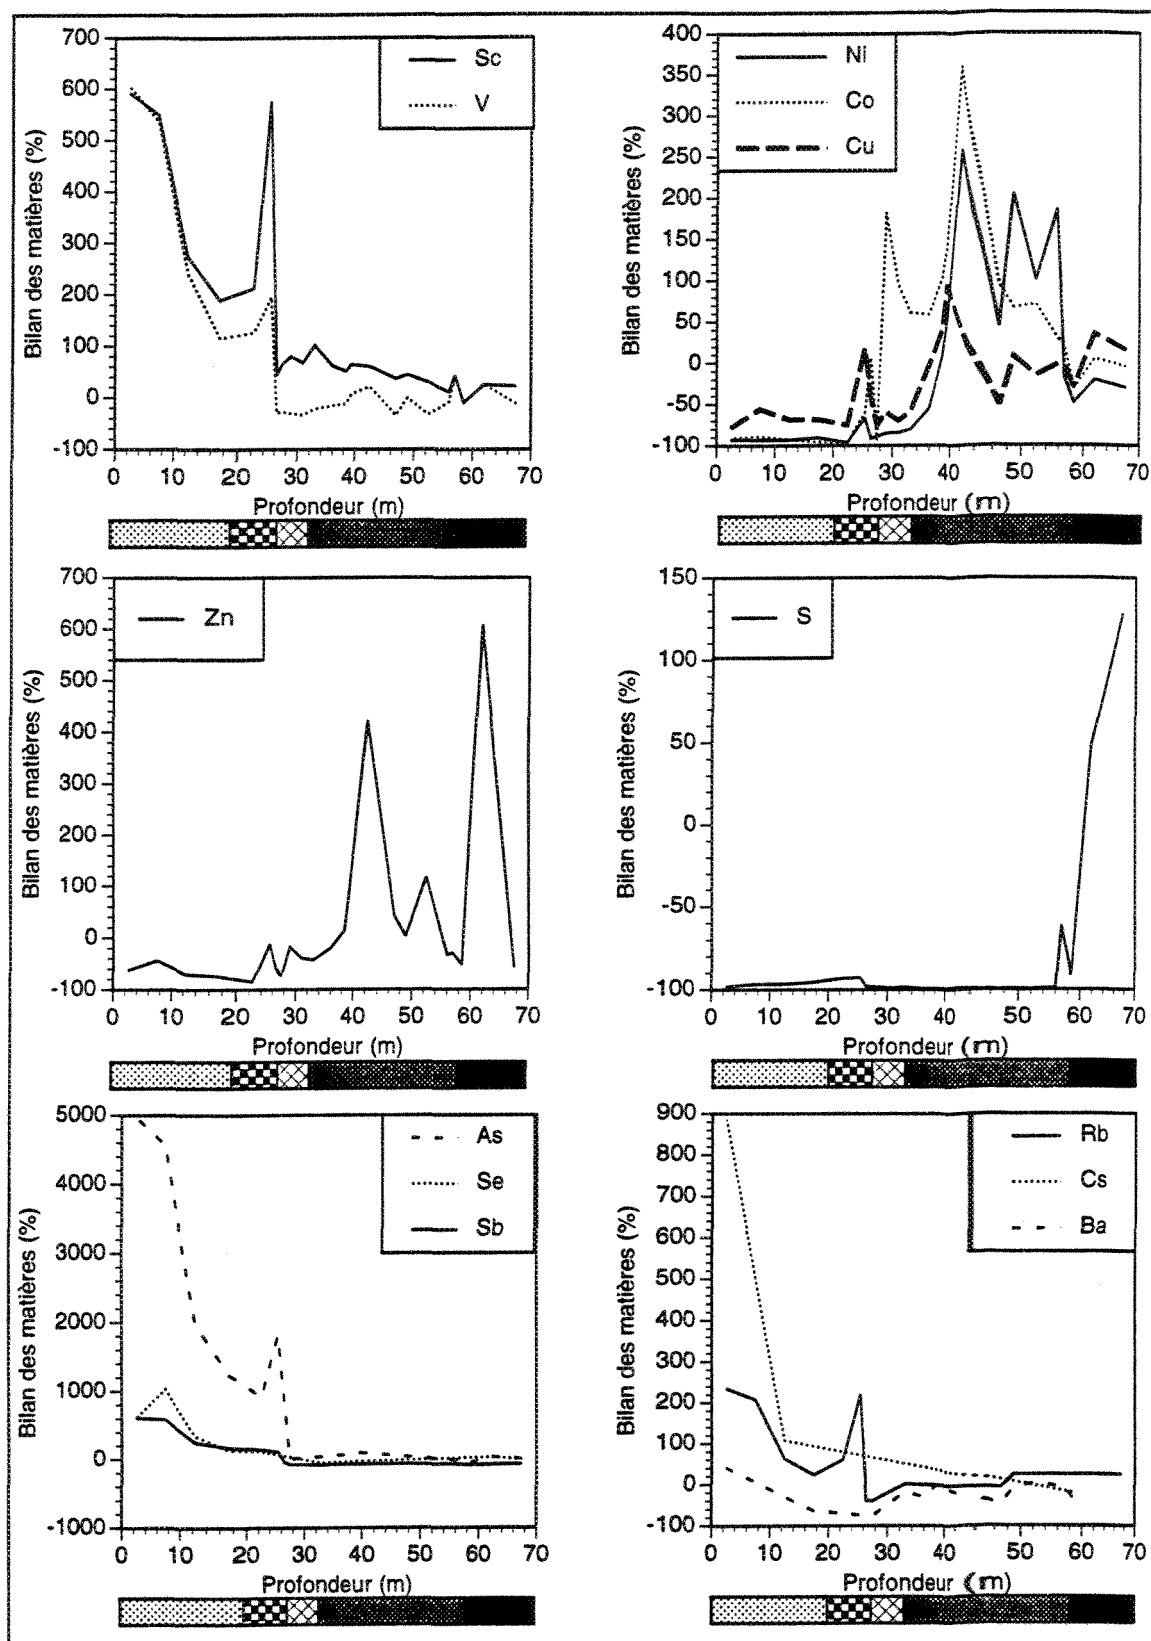 700
600
500
400
300
200
100
0
-100
Bilan des matières (%)
Sc
V
0 10 20 30 40 50 60 70
Profondeur (m)
400
350
300
250
200
150
100
50
0
-50
-100
Bilan des matières (%)
Ni
Co
Cu
0 10 20 30 40 50 60 70
Profondeur (m)
700
600
500
400
300
200
100
0
-100
Bilan des matières (%)
Zn
0 10 20 30 40 50 60 70
Profondeur (m)
150
100
50
0
-50
-100
Bilan des matières (%)
S
0 10 20 30 40 50 60 70
Profondeur (m)
5000
4000
3000
2000
1000
0
-1000
Bilan des matières (%)
As
Se
Sb
0 10 20 30 40 50 60 70
Profondeur (m)
900
800
700
600
500
400
300
200
100
0
-100
Bilan des matières (%)
Rb
Cs
Ba
0 10 20 30 40 50 60 70
Profondeur (m)